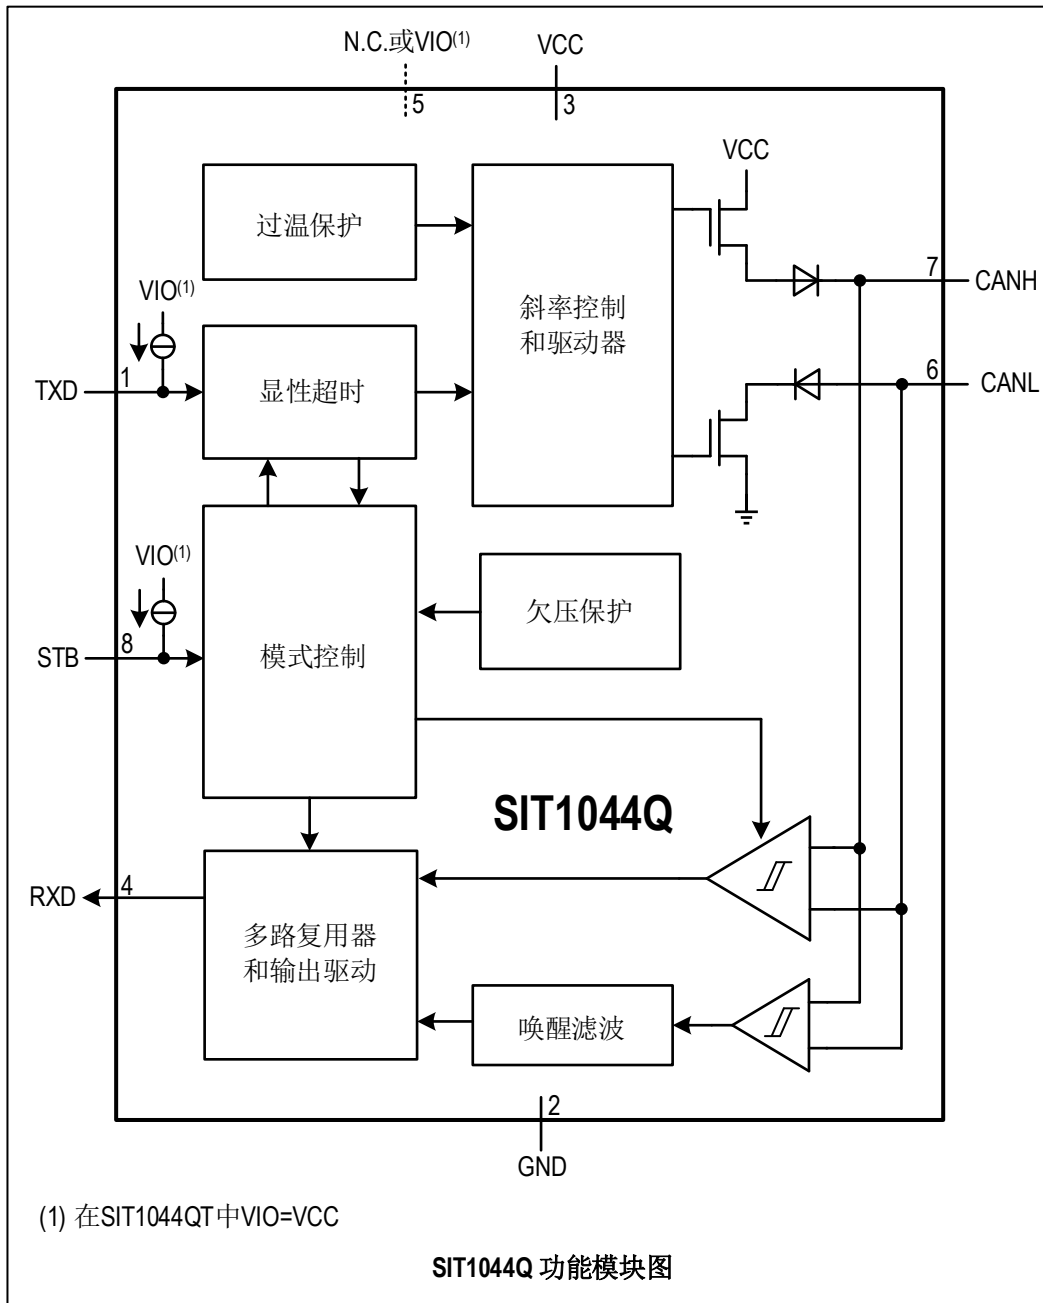 N.C.或VIO(1)
VCC
5
3
VCC
过温保护
7
CANH
VIO(1)
斜率控制
和驱动器
1
TXD
显性超时
6
CANL
VIO(1)
欠压保护
8
STB
模式控制
SIT1044Q
4
RXD
多路复用器
和输出驱动
唤醒滤波
2
GND
(1) 在SIT1044QT中VIO=VCC
SIT1044Q 功能模块图